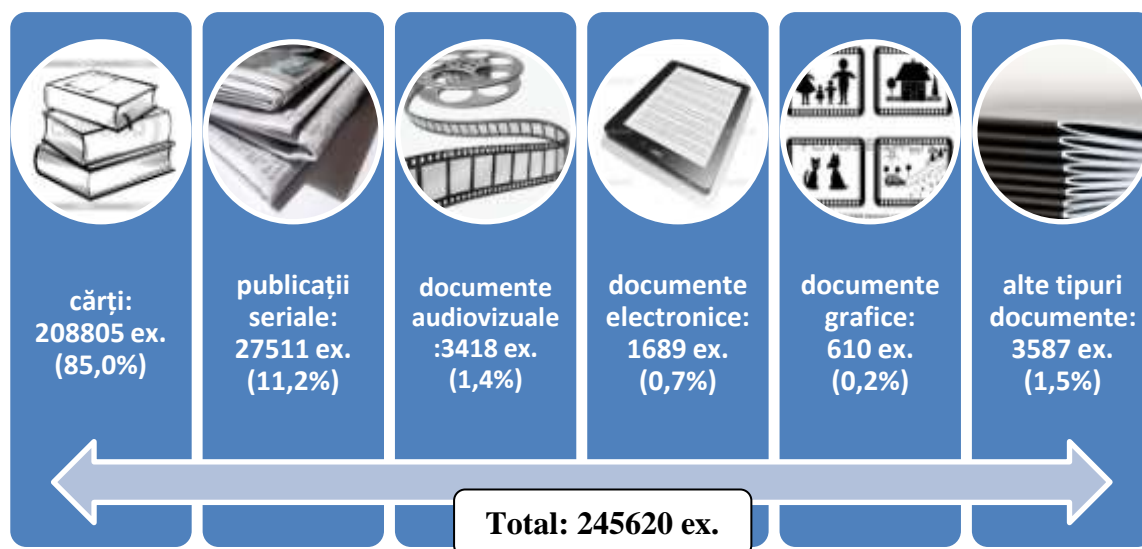 cărți:
208805 ex.
(85,0%)
publicații
seriale:
27511 ex.
(11,2%)
documente
audiovizuale
:3418 ex.
(1,4%)
documente
electronice:
1689 ex.
(0,7%)
documente
grafice:
610 ex.
(0,2%)
alte tipuri
documente:
3587 ex.
(1,5%)
Total: 245620 ex.